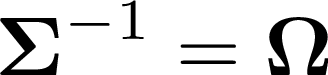 𝚺⁻¹ = 𝛀